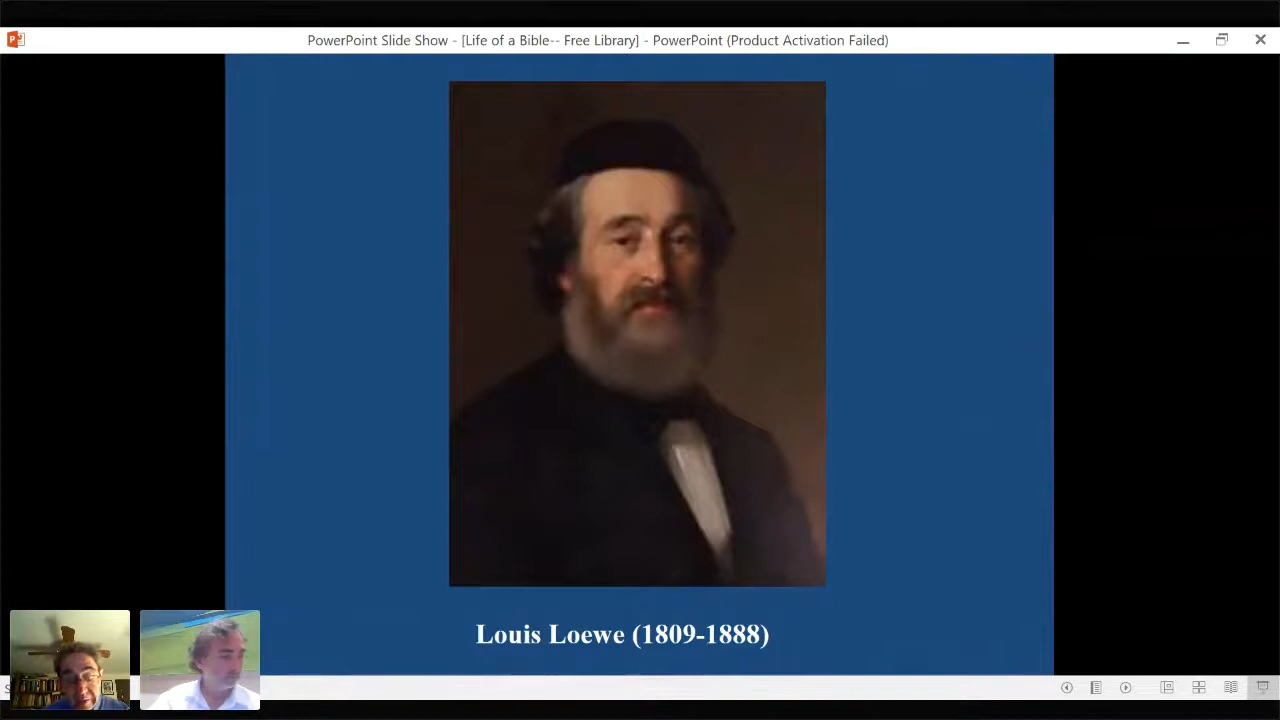 PowerPoint Slide Show - [Life of a Bible-- Free Library] - PowerPoint (Product Activation Failed)
Louis Loewe (1809-1888)